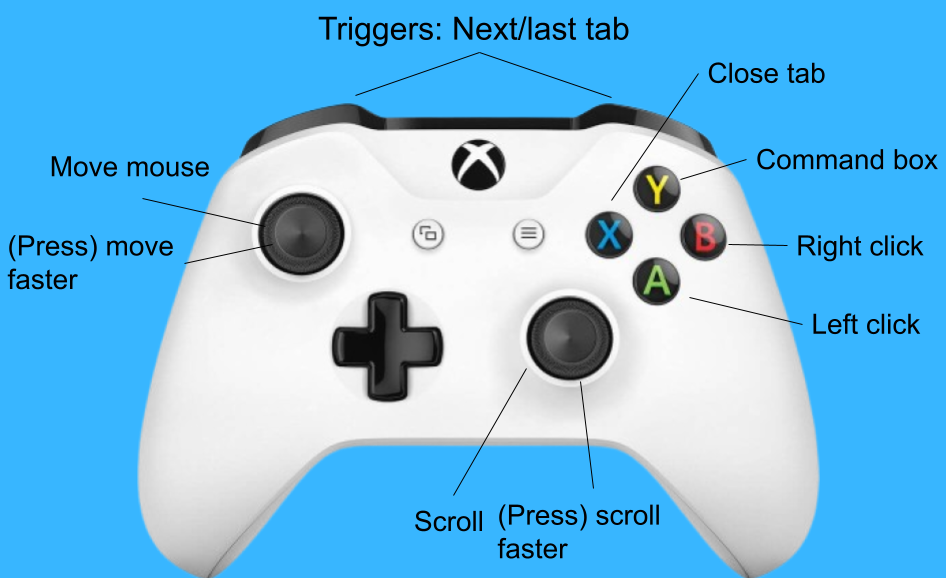 Triggers: Next/last tab
Close tab
Move mouse
Command box
Y
(Press) move
faster
X
B
Right click
A
Left click
Scroll
(Press) scroll
faster